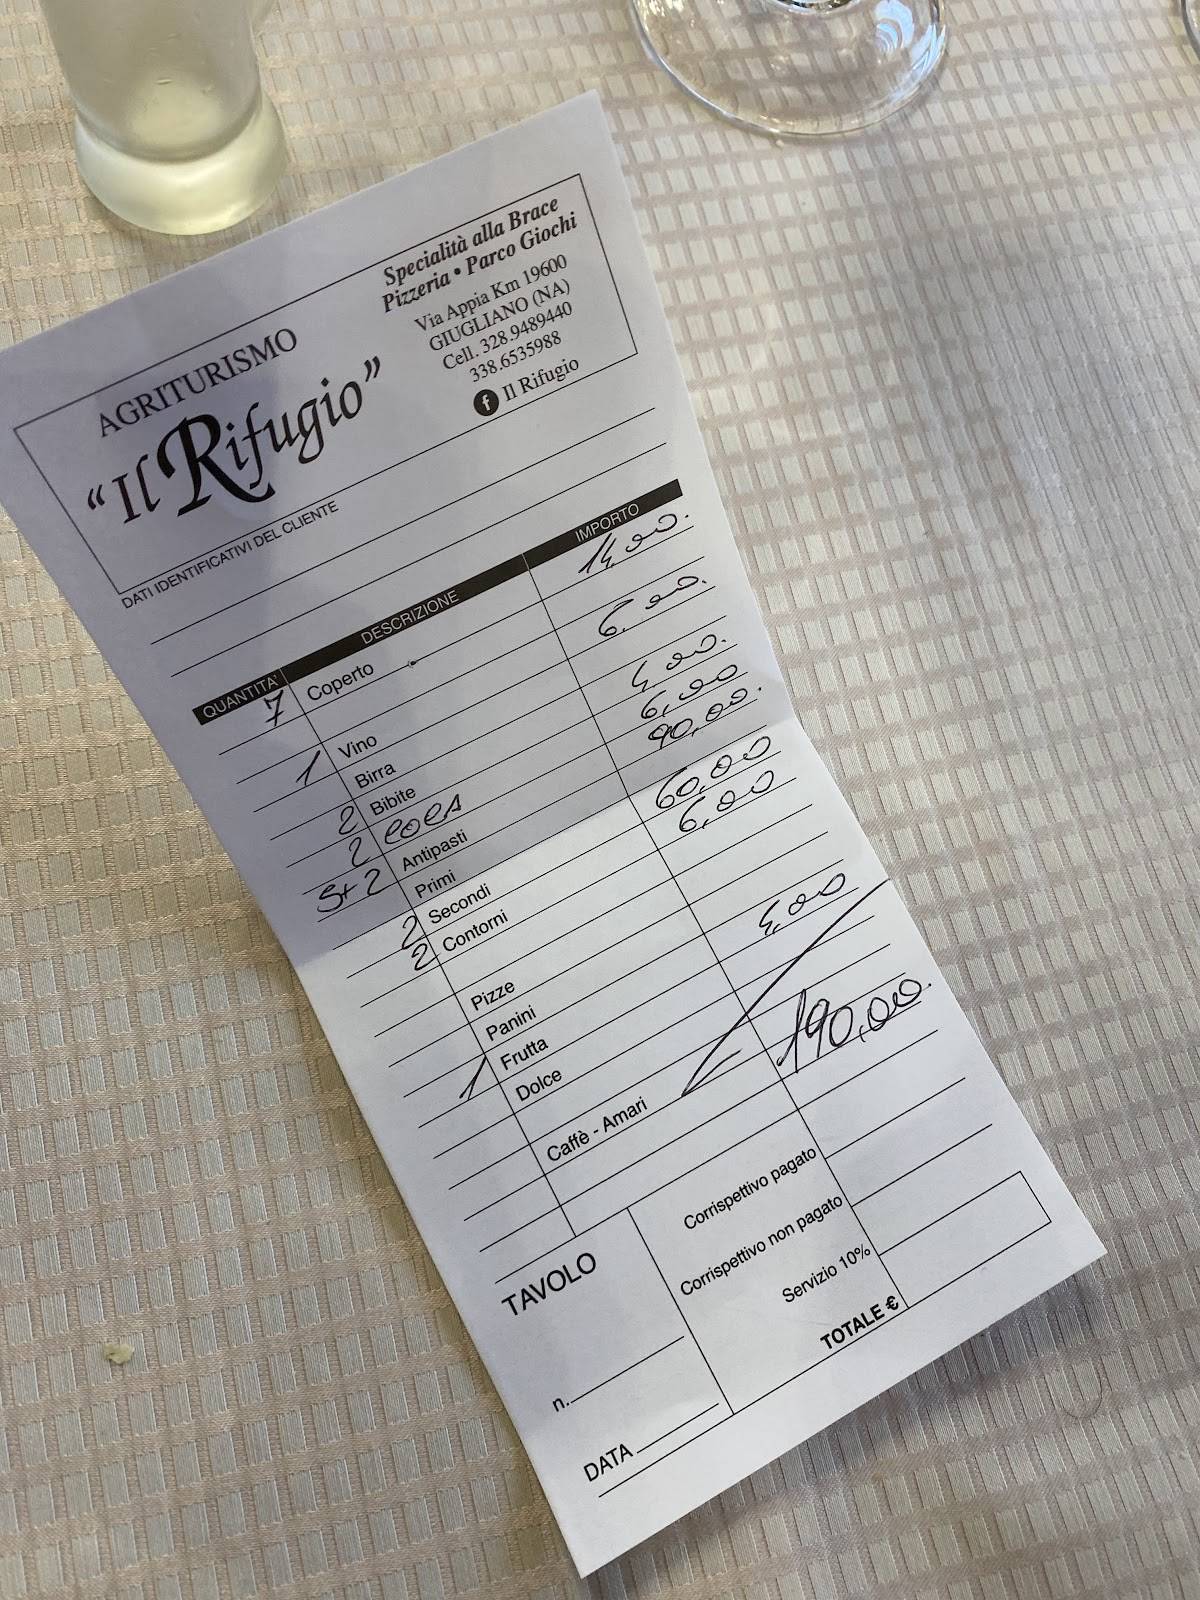 AGRITURISMO
“Il Rifugio”
Specialità alla Brace
Pizzeria • Parco Giochi
Via Appia Km 19600
GIUGLIANO (NA)
Cell. 328.9489440
338.6535988
f Il Rifugio
DATI IDENTIFICATIVI DEL CLIENTE
QUANTITA' DESCRIZIONE IMPORTO
7 Coperto 14,00.
1 Vino 6,00.
Birra
2 Bibite 4,00.
2 COCA 6,00
5+2 Antipasti 90,00.
Primi
2 Secondi 60,00
2 Contorni 6,00
Pizze
Panini
1 Frutta 4,00
Dolce
Caffè - Amari
190,00.
TAVOLO
n.
DATA
Corrispettivo pagato
Corrispettivo non pagato
Servizio 10%
TOTALE €